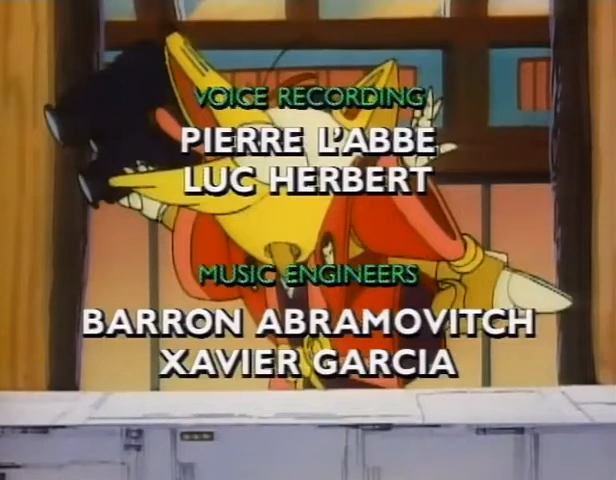 VOICE RECORDING
PIERRE L'ABBE
LUC HERBERT
MUSIC ENGINEERS
BARRON ABRAMOVITCH
XAVIER GARCIA